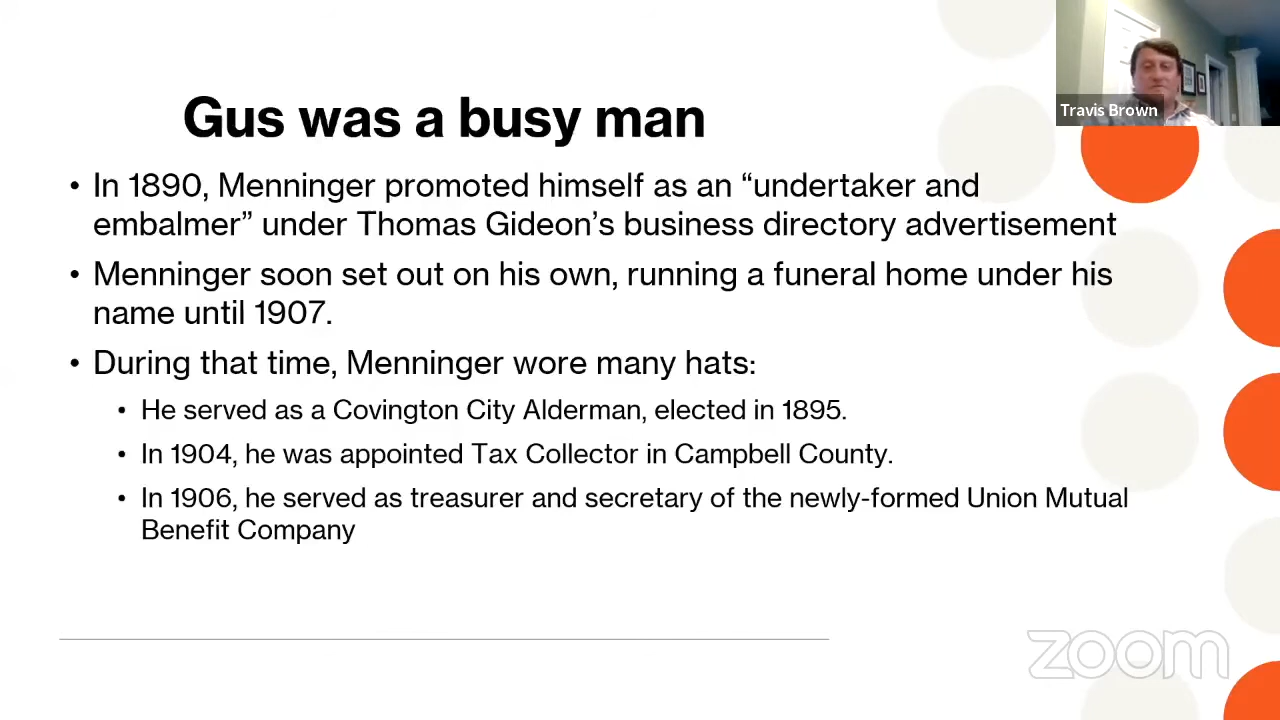 Travis Brown
Gus was a busy man
• In 1890, Menninger promoted himself as an “undertaker and
embalmer” under Thomas Gideon’s business directory advertisement
• Menninger soon set out on his own, running a funeral home under his
name until 1907.
• During that time, Menninger wore many hats:
• He served as a Covington City Alderman, elected in 1895.
• In 1904, he was appointed Tax Collector in Campbell County.
• In 1906, he served as treasurer and secretary of the newly-formed Union Mutual
Benefit Company
zoom